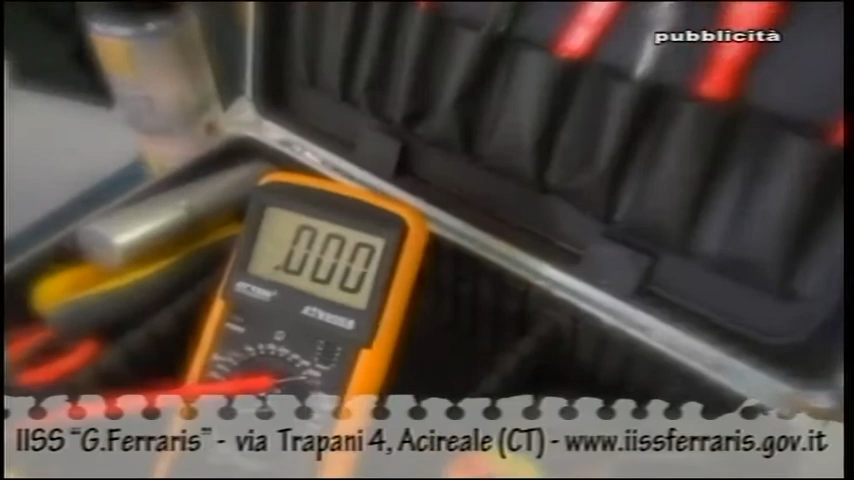 pubblicità
.000
IISS "G.Ferraris" - via Trapani 4, Acireale (CT) - www.iissferraris.gov.it